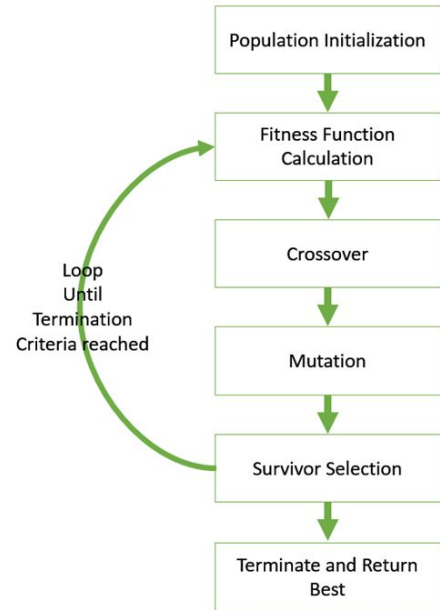 Population Initialization
Fitness Function
Calculation
Crossover
Loop
Until
Termination
Criteria reached
Mutation
Survivor Selection
Terminate and Return
Best